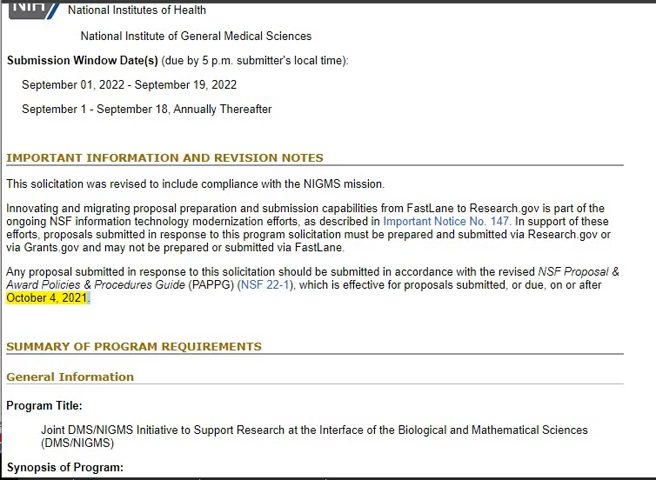 NIH
National Institutes of Health
National Institute of General Medical Sciences
Submission Window Date(s) (due by 5 p.m. submitter's local time):
September 01, 2022 - September 19, 2022
September 1 - September 18, Annually Thereafter
IMPORTANT INFORMATION AND REVISION NOTES
This solicitation was revised to include compliance with the NIGMS mission.
Innovating and migrating proposal preparation and submission capabilities from FastLane to Research.gov is part of the
ongoing NSF information technology modernization efforts, as described in Important Notice No. 147. In support of these
efforts, proposals submitted in response to this program solicitation must be prepared and submitted via Research.gov or
via Grants.gov and may not be prepared or submitted via FastLane.
Any proposal submitted in response to this solicitation should be submitted in accordance with the revised NSF Proposal &
Award Policies & Procedures Guide (PAPPG) (NSF 22-1), which is effective for proposals submitted, or due, on or after
October 4, 2021.
SUMMARY OF PROGRAM REQUIREMENTS
General Information
Program Title:
Joint DMS/NIGMS Initiative to Support Research at the Interface of the Biological and Mathematical Sciences
(DMS/NIGMS)
Synopsis of Program: